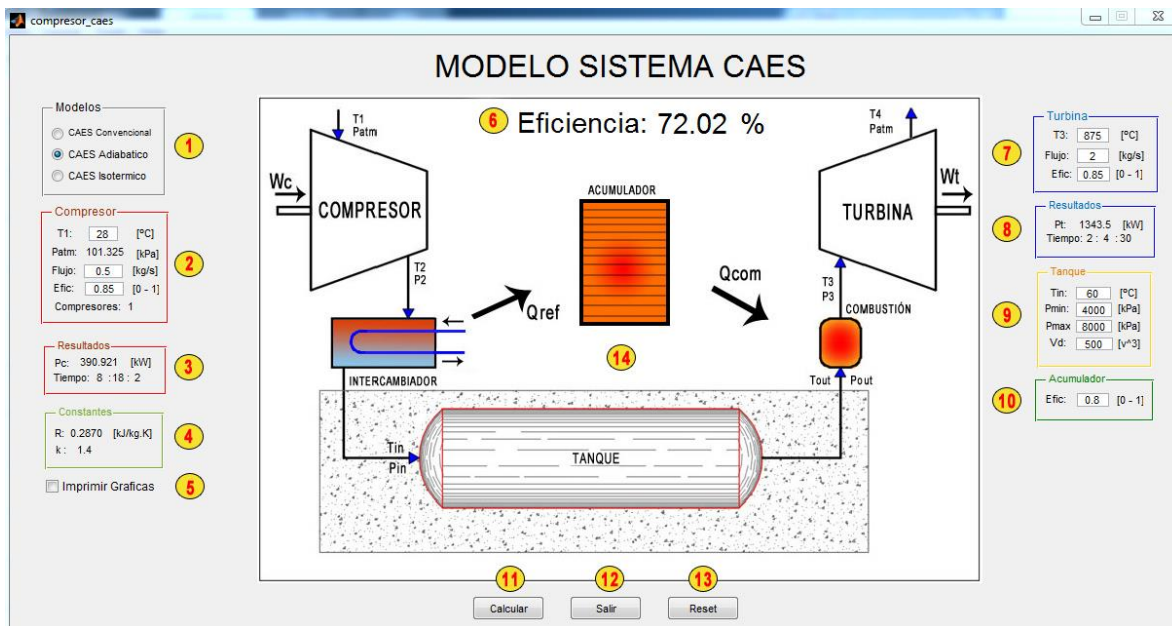 compresor_caes
MODELO SISTEMA CAES
Modelos
CAES Convencional
CAES Adiabatico
CAES Isotermico
1
Compresor
T1: 28 [ºC]
Patm: 101.325 [kPa]
Flujo: 0.5 [kg/s]
Efic: 0.85 [0 - 1]
Compresores: 1
2
Resultados
Pc: 390.921 [kW]
Tiempo: 8 :18 : 2
3
Constantes
R: 0.2870 [kJ/kg.K]
k : 1.4
4
Imprimir Graficas
5
6 Eficiencia: 72.02 %
T1
Patm
Wc
COMPRESOR
T2
P2
ACUMULADOR
Qref
Qcom
14
INTERCAMBIADOR
Tin
Pin
TANQUE
T4
Patm
Wt
TURBINA
T3
P3
COMBUSTIÓN
Tout Pout
7
Turbina
T3: 875 [ºC]
Flujo: 2 [kg/s]
Efic: 0.85 [0 - 1]
8
Resultados
Pt: 1343.5 [kW]
Tiempo: 2 : 4 :30
9
Tanque
Tin: 60 [ºC]
Pmin: 4000 [kPa]
Pmax 8000 [kPa]
Vd: 500 [v^3]
10
Acumulador
Efic: 0.8 [0 - 1]
11 12 13
Calcular Salir Reset